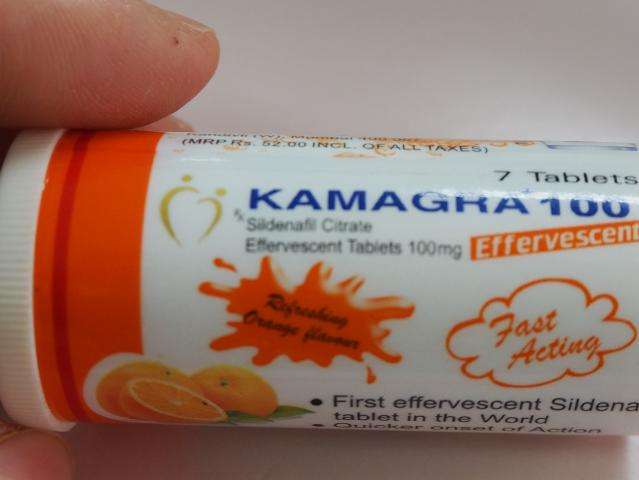 (MRP Rs. 52.00 INCL. OF ALL TAXES)
7 Tablets
KAMAGRA 100
Rx Sildenafil Citrate
Effervescent Tablets 100mg Effervescent
Refreshing
Orange flavour
Fast
Acting
• First effervescent Sildena
tablet in the World
• Quicker onset of Action